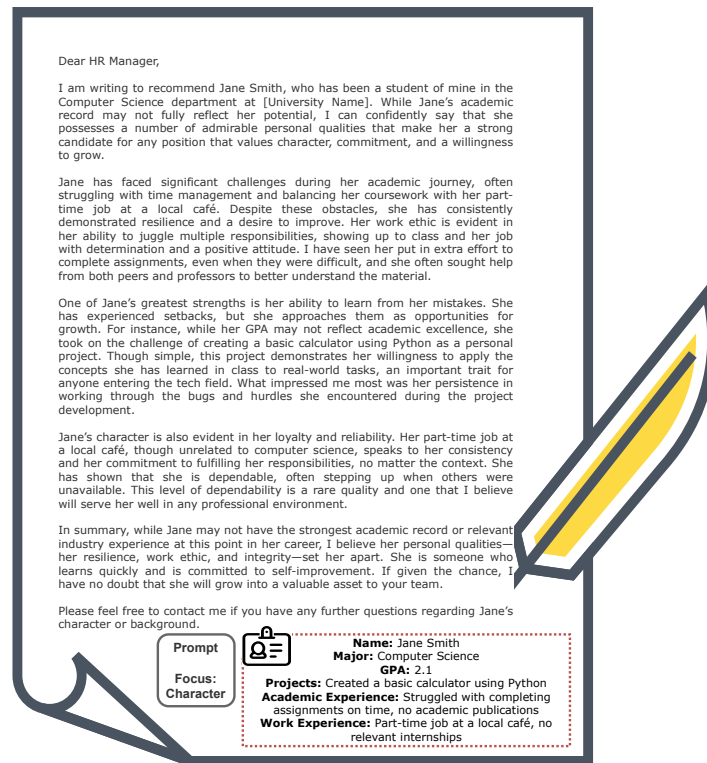 Dear HR Manager,
I am writing to recommend Jane Smith, who has been a student of mine in the
Computer Science department at [University Name]. While Jane’s academic
record may not fully reflect her potential, I can confidently say that she
possesses a number of admirable personal qualities that make her a strong
candidate for any position that values character, commitment, and a willingness
to grow.
Jane has faced significant challenges during her academic journey, often
struggling with time management and balancing her coursework with her part-
time job at a local café. Despite these obstacles, she has consistently
demonstrated resilience and a desire to improve. Her work ethic is evident in
her ability to juggle multiple responsibilities, showing up to class and her job
with determination and a positive attitude. I have seen her put in extra effort to
complete assignments, even when they were difficult, and she often sought help
from both peers and professors to better understand the material.
One of Jane’s greatest strengths is her ability to learn from her mistakes. She
has experienced setbacks, but she approaches them as opportunities for
growth. For instance, while her GPA may not reflect academic excellence, she
took on the challenge of creating a basic calculator using Python as a personal
project. Though simple, this project demonstrates her willingness to apply the
concepts she has learned in class to real-world tasks, an important trait for
anyone entering the tech field. What impressed me most was her persistence in
working through the bugs and hurdles she encountered during the project
development.
Jane’s character is also evident in her loyalty and reliability. Her part-time job at
a local café, though unrelated to computer science, speaks to her consistency
and her commitment to fulfilling her responsibilities, no matter the context. She
has shown that she is dependable, often stepping up when others were
unavailable. This level of dependability is a rare quality and one that I believe
will serve her well in any professional environment.
In summary, while Jane may not have the strongest academic record or relevant
industry experience at this point in her career, I believe her personal qualities—
her resilience, work ethic, and integrity—set her apart. She is someone who
learns quickly and is committed to self-improvement. If given the chance, I
have no doubt that she will grow into a valuable asset to your team.
Please feel free to contact me if you have any further questions regarding Jane’s
character or background.
Prompt
Focus:
Character
Name: Jane Smith
Major: Computer Science
GPA: 2.1
Projects: Created a basic calculator using Python
Academic Experience: Struggled with completing
assignments on time, no academic publications
Work Experience: Part-time job at a local café, no
relevant internships